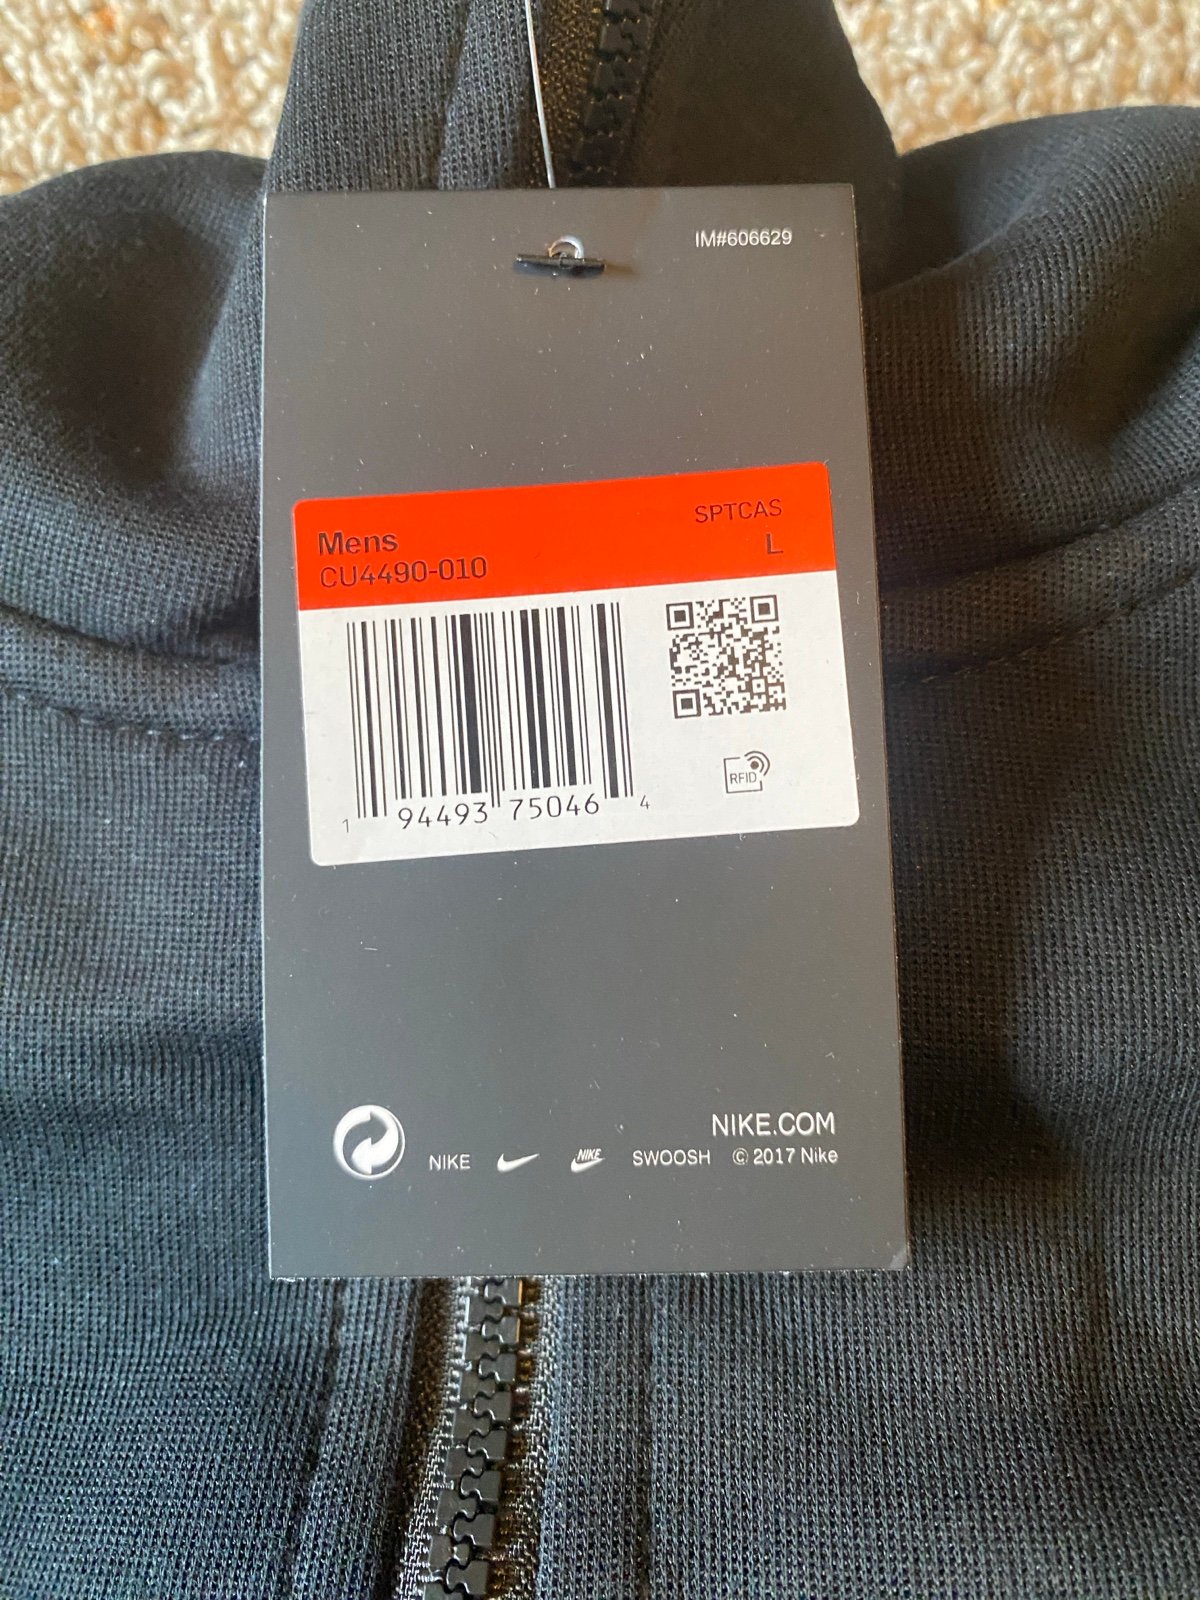 IM#606629
Mens
SPTCAS
CU4490-010
L
1 94493 75046 4
RFID
NIKE.COM
NIKE NIKE SWOOSH © 2017 Nike